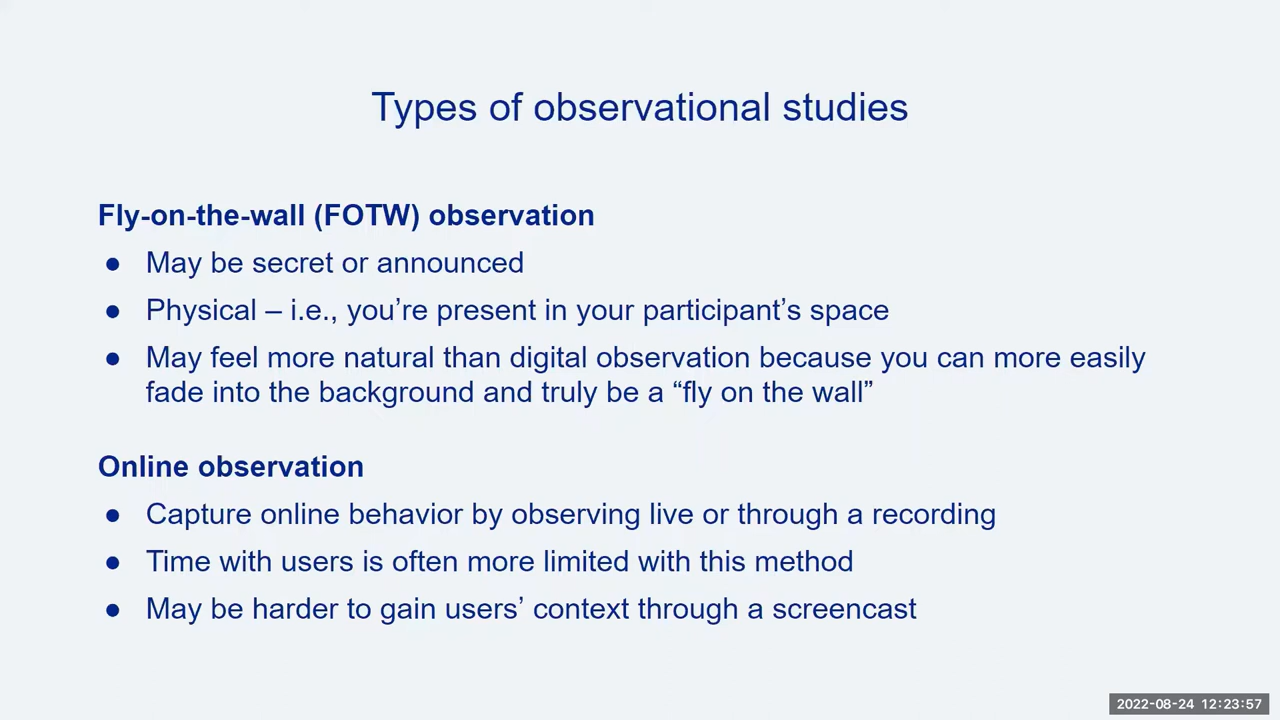 Types of observational studies
Fly-on-the-wall (FOTW) observation
● May be secret or announced
● Physical – i.e., you’re present in your participant’s space
● May feel more natural than digital observation because you can more easily
fade into the background and truly be a “fly on the wall”
Online observation
● Capture online behavior by observing live or through a recording
● Time with users is often more limited with this method
● May be harder to gain users’ context through a screencast
2022-08-24 12:23:57